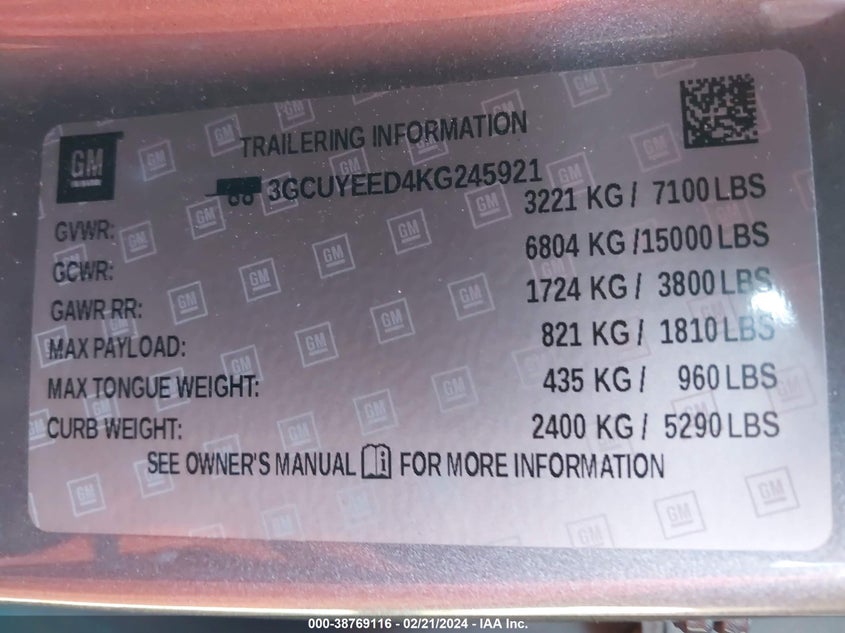 GM
TRAILERING INFORMATION
3GCUYEED4KG245921
GVWR: 3221 KG / 7100 LBS
GCWR: 6804 KG / 15000 LBS
GAWR RR: 1724 KG / 3800 LBS
MAX PAYLOAD: 821 KG / 1810 LBS
MAX TONGUE WEIGHT: 435 KG / 960 LBS
CURB WEIGHT: 2400 KG / 5290 LBS
SEE OWNER'S MANUAL FOR MORE INFORMATION
000-38769116 - 02/21/2024 - IAA Inc.